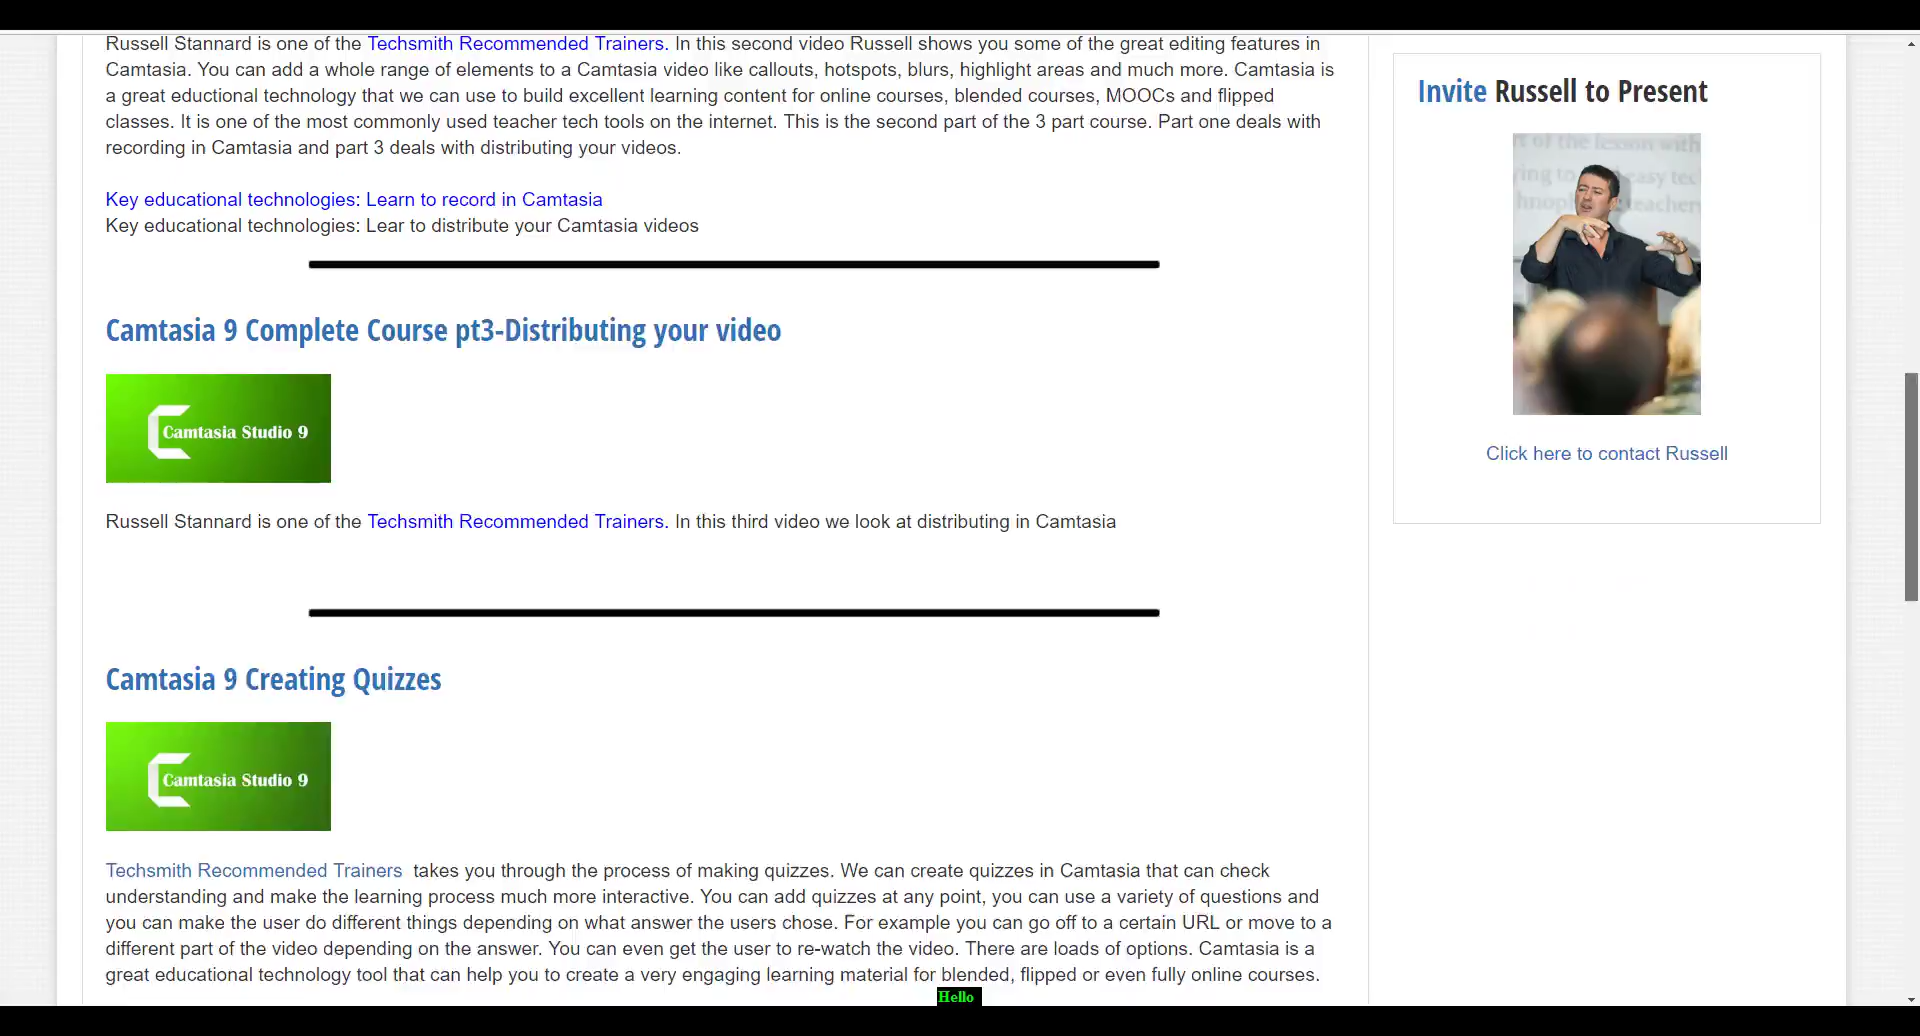 Russell Stannard is one of the Techsmith Recommended Trainers. In this second video Russell shows you some of the great editing features in
Camtasia. You can add a whole range of elements to a Camtasia video like callouts, hotspots, blurs, highlight areas and much more. Camtasia is
a great eductional technology that we can use to build excellent learning content for online courses, blended courses, MOOCs and flipped
classes. It is one of the most commonly used teacher tech tools on the internet. This is the second part of the 3 part course. Part one deals with
recording in Camtasia and part 3 deals with distributing your videos.
Key educational technologies: Learn to record in Camtasia
Key educational technologies: Lear to distribute your Camtasia videos
Camtasia 9 Complete Course pt3-Distributing your video
Camtasia Studio 9
Russell Stannard is one of the Techsmith Recommended Trainers. In this third video we look at distributing in Camtasia
Camtasia 9 Creating Quizzes
Camtasia Studio 9
Techsmith Recommended Trainers takes you through the process of making quizzes. We can create quizzes in Camtasia that can check
understanding and make the learning process much more interactive. You can add quizzes at any point, you can use a variety of questions and
you can make the user do different things depending on what answer the users chose. For example you can go off to a certain URL or move to a
different part of the video depending on the answer. You can even get the user to re-watch the video. There are loads of options. Camtasia is a
great educational technology tool that can help you to create a very engaging learning material for blended, flipped or even fully online courses.
Hello
Invite Russell to Present
of the lesson with
ying to
easy tec
hnop
teachers
Click here to contact Russell